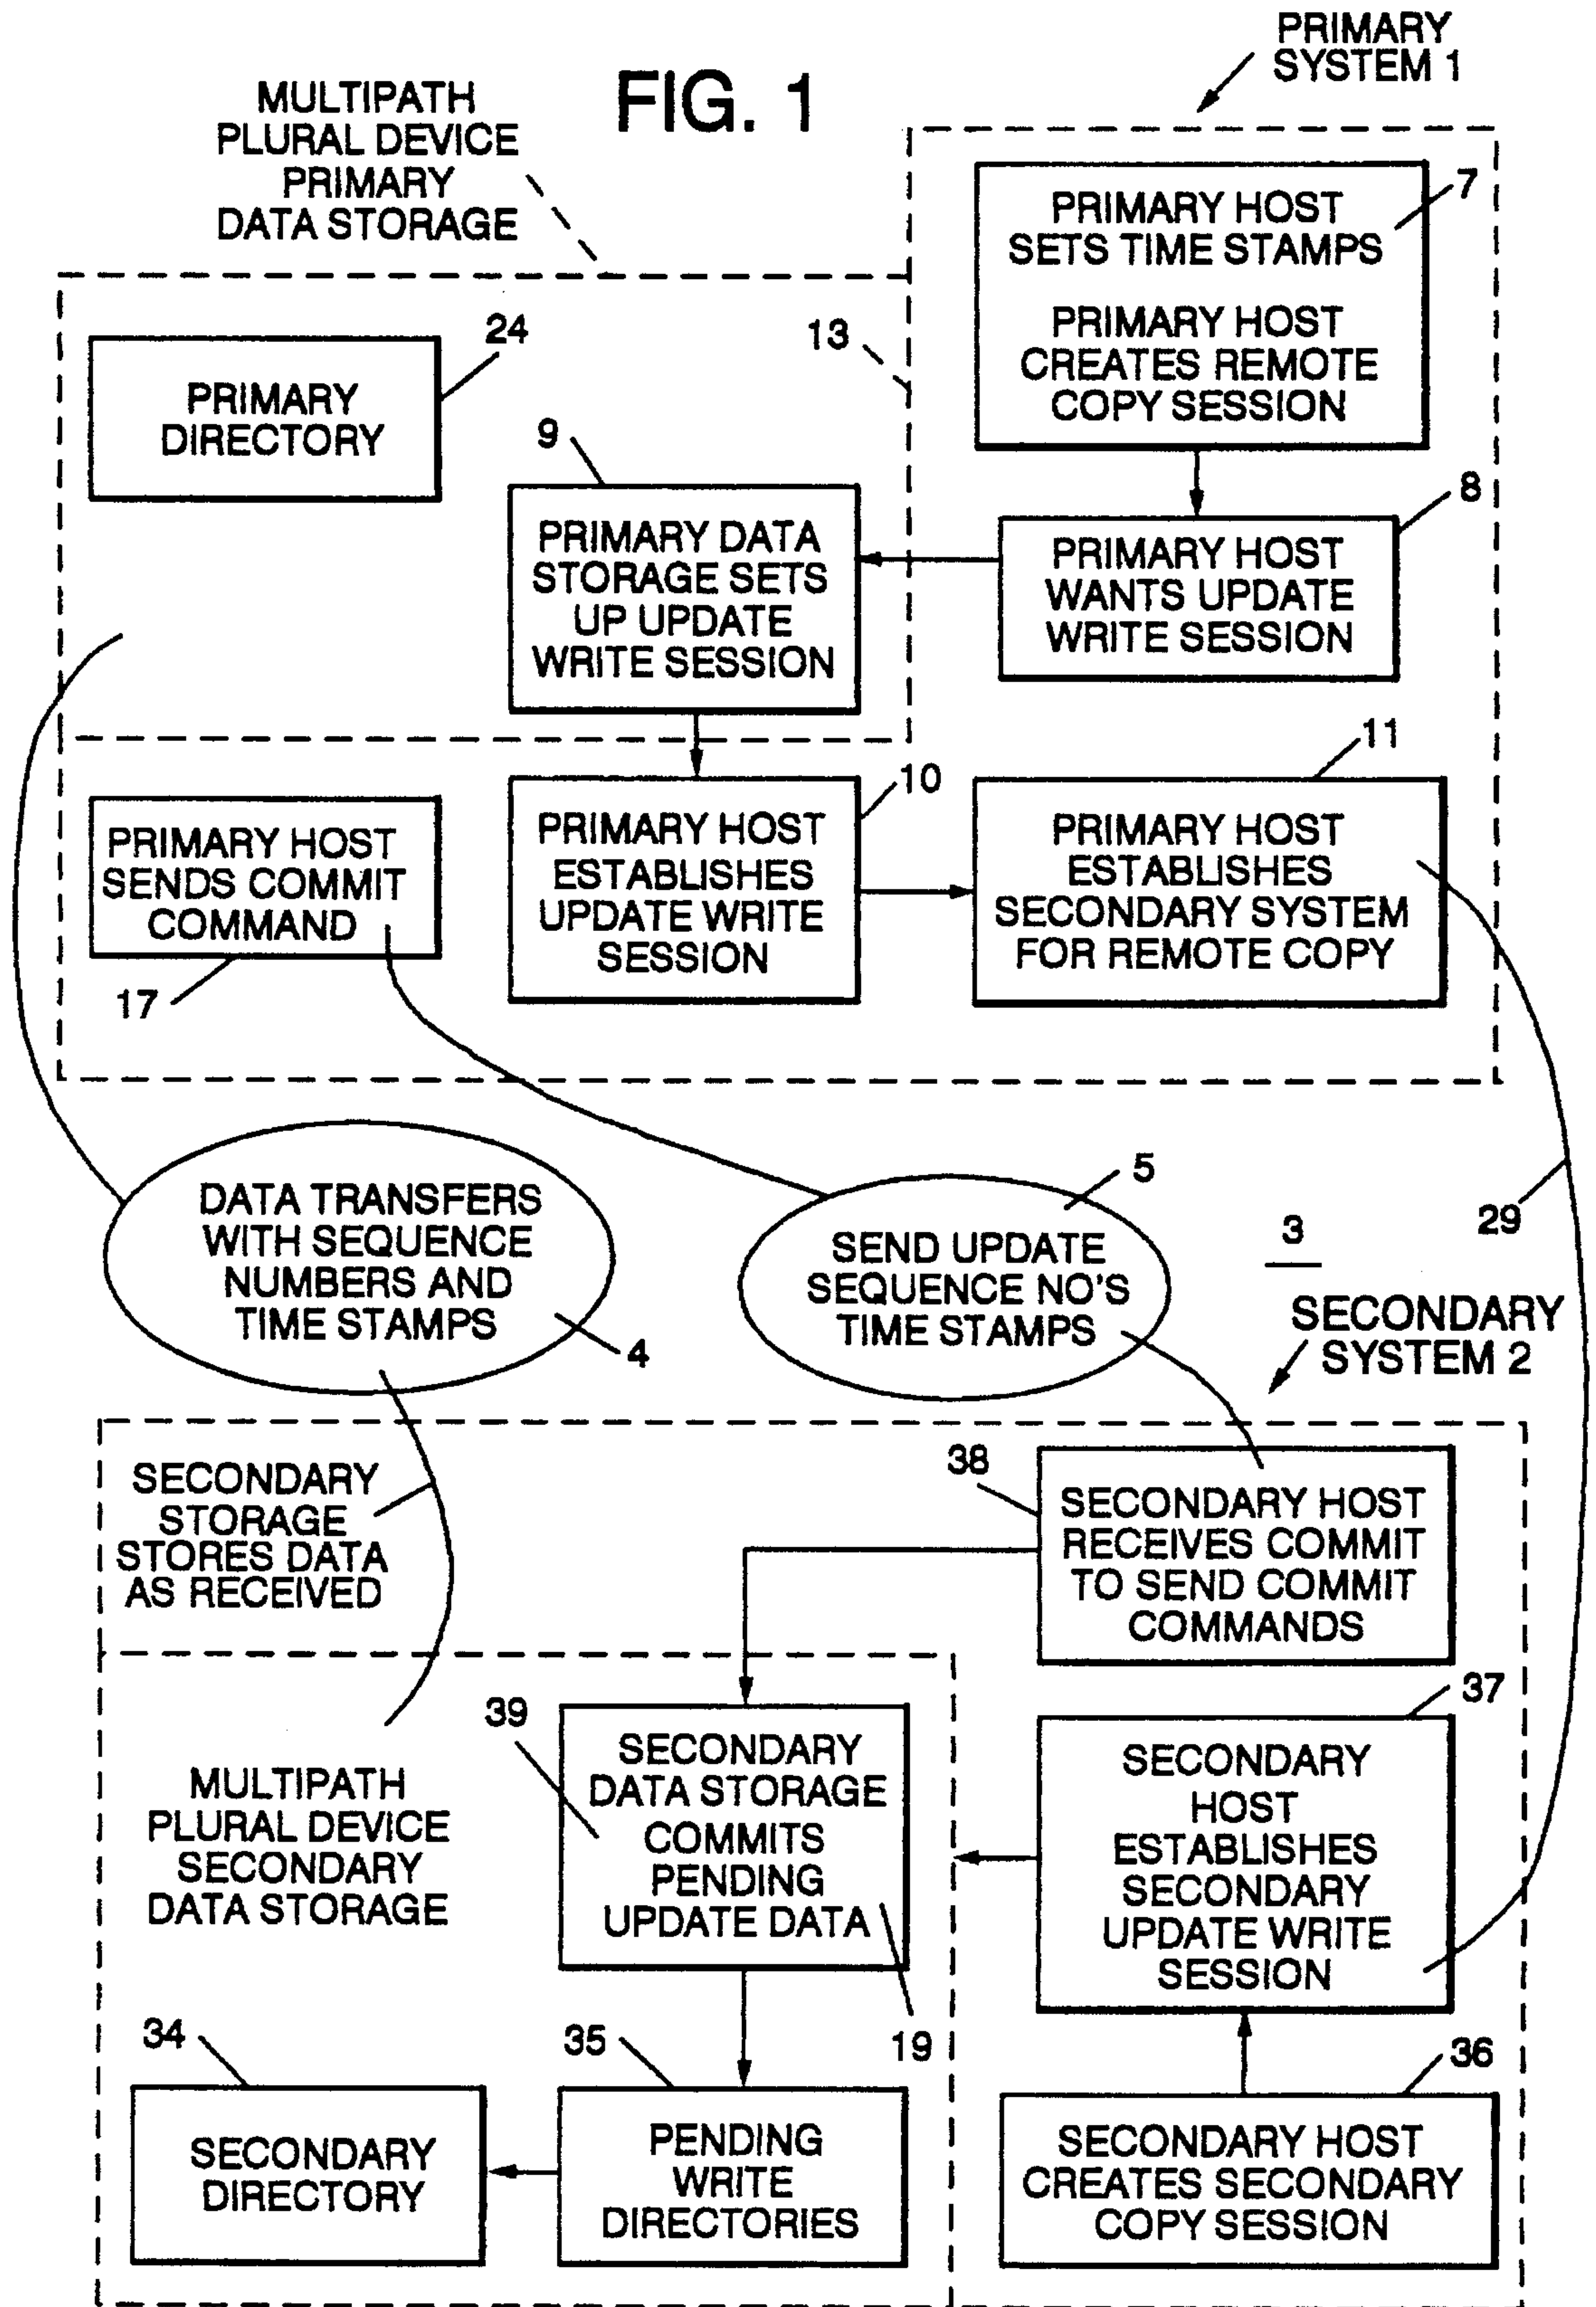 FIG. 1
PRIMARY
SYSTEM 1
MULTIPATH
PLURAL DEVICE
PRIMARY
DATA STORAGE
7
PRIMARY HOST
SETS TIME STAMPS
PRIMARY HOST
CREATES REMOTE
COPY SESSION
13
24
PRIMARY
DIRECTORY
9
PRIMARY DATA
STORAGE SETS
UP UPDATE
WRITE SESSION
8
PRIMARY HOST
WANTS UPDATE
WRITE SESSION
PRIMARY HOST
SENDS COMMIT
COMMAND
17
10
PRIMARY HOST
ESTABLISHES
UPDATE WRITE
SESSION
11
PRIMARY HOST
ESTABLISHES
SECONDARY SYSTEM
FOR REMOTE COPY
DATA TRANSFERS
WITH SEQUENCE
NUMBERS AND
TIME STAMPS
4
5
SEND UPDATE
SEQUENCE NO'S
TIME STAMPS
29
3
SECONDARY
SYSTEM 2
SECONDARY
STORAGE
STORES DATA
AS RECEIVED
38
SECONDARY HOST
RECEIVES COMMIT
TO SEND COMMIT
COMMANDS
MULTIPATH
PLURAL DEVICE
SECONDARY
DATA STORAGE
39
SECONDARY
DATA STORAGE
COMMITS
PENDING
UPDATE DATA
19
37
SECONDARY
HOST
ESTABLISHES
SECONDARY
UPDATE WRITE
SESSION
34
SECONDARY
DIRECTORY
35
PENDING
WRITE
DIRECTORIES
36
SECONDARY HOST
CREATES SECONDARY
COPY SESSION